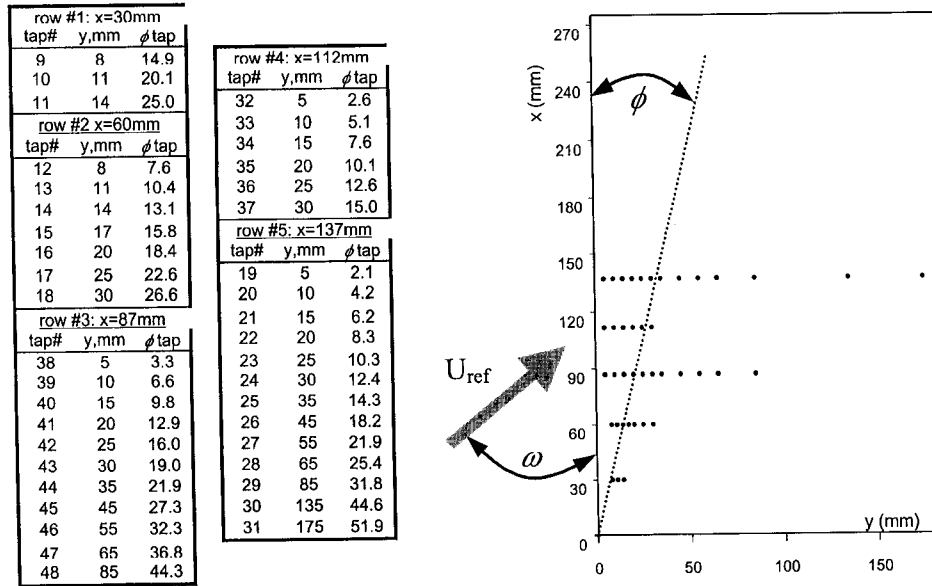 row #1: x=30mm
tap# y,mm ϕ tap
9 8 14.9
10 11 20.1
11 14 25.0
row #2 x=60mm
tap# y,mm ϕ tap
12 8 7.6
13 11 10.4
14 14 13.1
15 17 15.8
16 20 18.4
17 25 22.6
18 30 26.6
row #3: x=87mm
tap# y,mm ϕ tap
38 5 3.3
39 10 6.6
40 15 9.8
41 20 12.9
42 25 16.0
43 30 19.0
44 35 21.9
45 45 27.3
46 55 32.3
47 65 36.8
48 85 44.3
row #4: x=112mm
tap# y,mm ϕ tap
32 5 2.6
33 10 5.1
34 15 7.6
35 20 10.1
36 25 12.6
37 30 15.0
row #5: x=137mm
tap# y,mm ϕ tap
19 5 2.1
20 10 4.2
21 15 6.2
22 20 8.3
23 25 10.3
24 30 12.4
25 35 14.3
26 45 18.2
27 55 21.9
28 65 25.4
29 85 31.8
30 135 44.6
31 175 51.9
x (mm)
270
240
210
180
150
120
90
60
30
0
ϕ
U_ref
ω
y (mm)
0 50 100 150